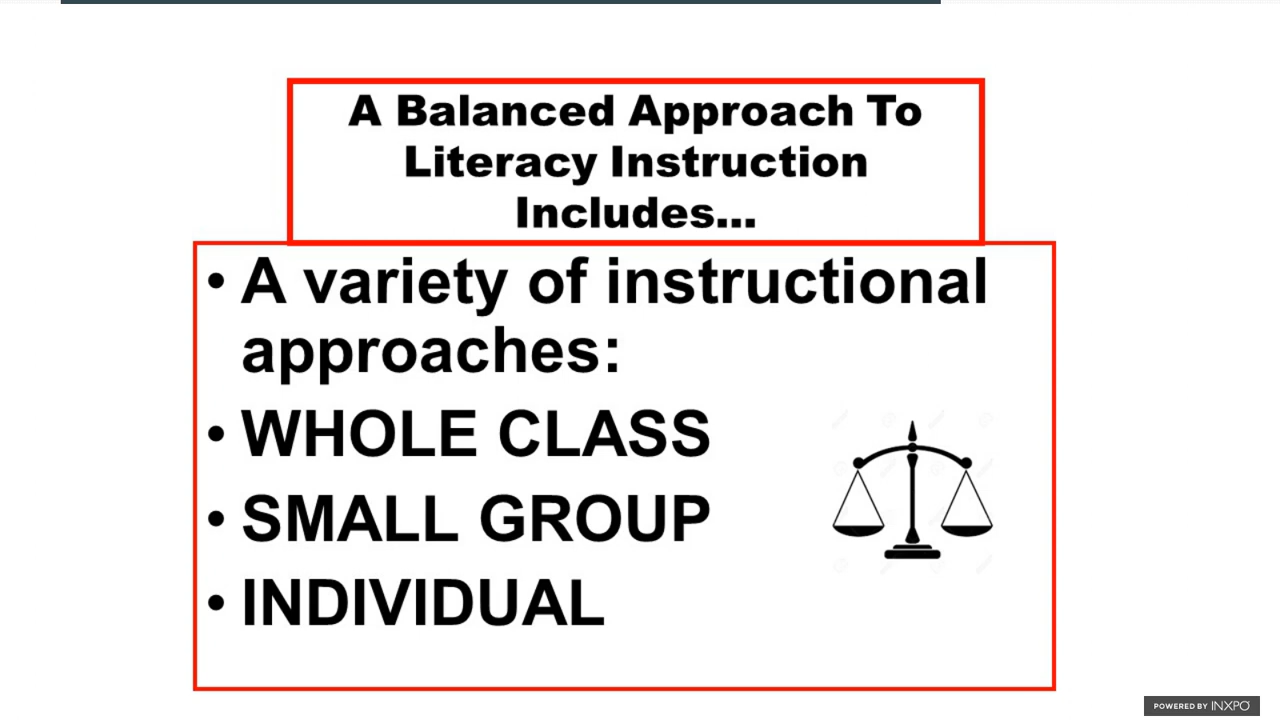 A Balanced Approach To
Literacy Instruction
Includes...
• A variety of instructional
approaches:
• WHOLE CLASS
• SMALL GROUP
• INDIVIDUAL
POWERED BY INXPO